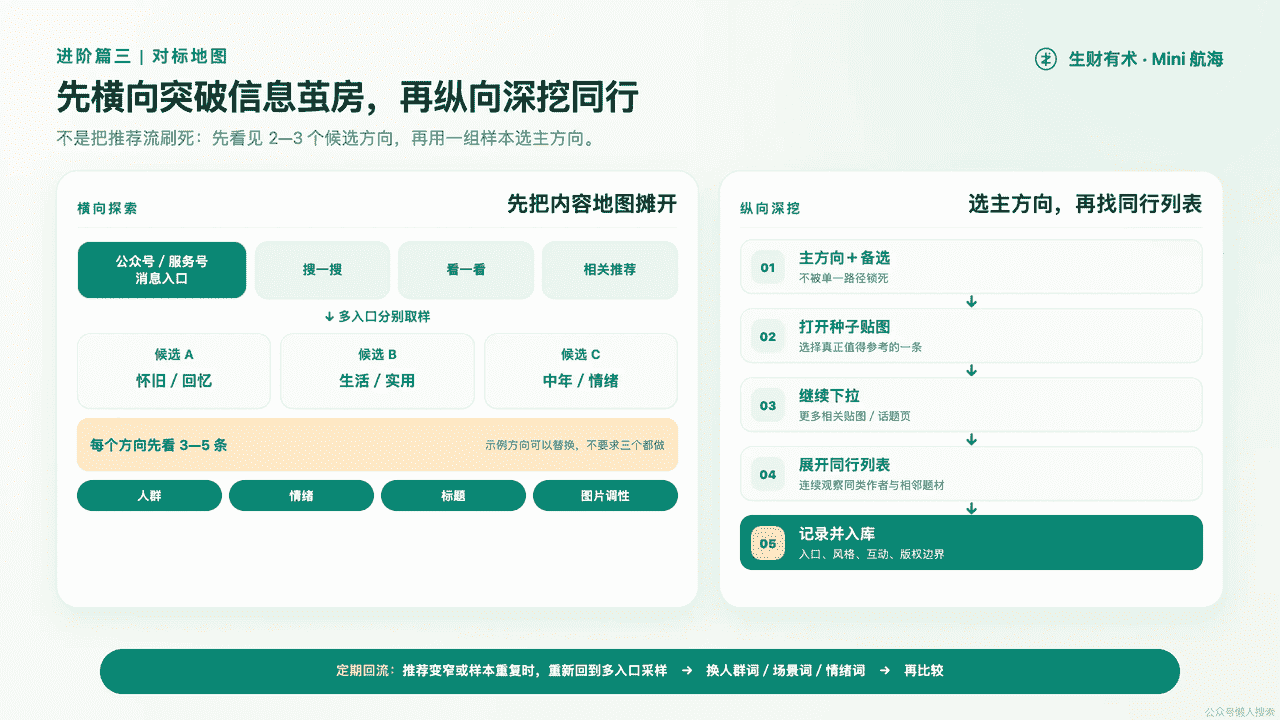 进阶篇三 | 对标地图
生财有术 · Mini 航海
先横向突破信息茧房，再纵向深挖同行
不是把推荐流刷死：先看见 2—3 个候选方向，再用一组样本选主方向。
横向探索
先把内容地图摊开
公众号 / 服务号
消息入口
搜一搜
看一看
相关推荐
↓ 多入口分别取样
候选 A
怀旧 / 回忆
候选 B
生活 / 实用
候选 C
中年 / 情绪
每个方向先看 3—5 条
示例方向可以替换，不要求三个都做
人群
情绪
标题
图片调性
纵向深挖
选主方向，再找同行列表
01
主方向＋备选
不被单一路径锁死
↓
02
打开种子贴图
选择真正值得参考的一条
↓
03
继续下拉
更多相关贴图 / 话题页
↓
04
展开同行列表
连续观察同类作者与相邻题材
↓
05
记录并入库
入口、风格、互动、版权边界
定期回流：推荐变窄或样本重复时，重新回到多入口采样 → 换人群词 / 场景词 / 情绪词 → 再比较
公众号懒人搜索